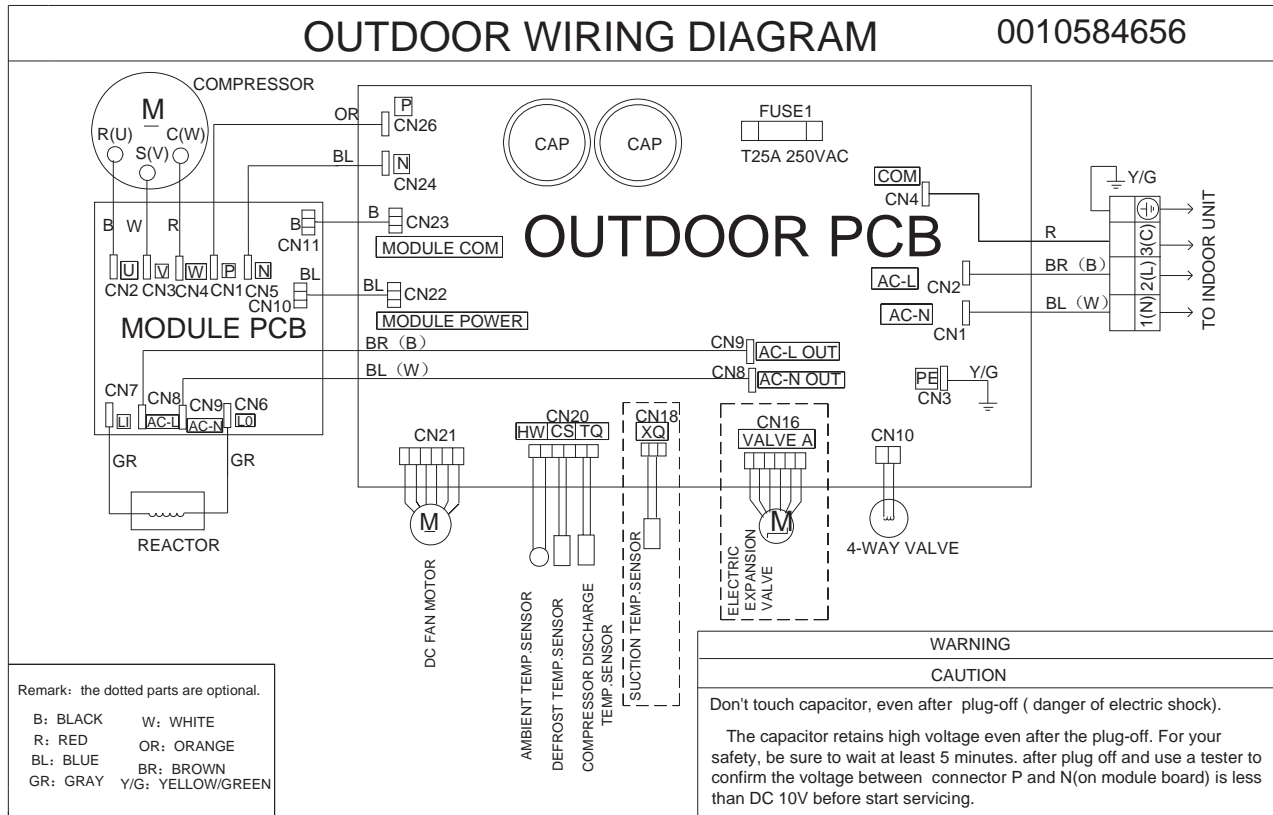 OUTDOOR WIRING DIAGRAM 0010584656
COMPRESSOR
M
R(U) C(W)
S(V)
B W R
U V W P N
CN2 CN3 CN4 CN1 CN5
MODULE PCB
CN7 CN8 CN9 CN6
LI AC-L AC-N L0
GR GR
REACTOR
OR
P
CN26
BL
N
CN24
B
CN11
B
CN23
MODULE COM
BL
CN10
BL
CN22
MODULE POWER
BR (B)
CN9
AC-L OUT
BL (W)
CN8
AC-N OUT
CAP CAP
FUSE1
T25A 250VAC
OUTDOOR PCB
COM
CN4
R
AC-L
CN2
BR (B)
AC-N
CN1
BL (W)
PE
CN3
Y/G
Y/G
3(C)
2(L)
1(N)
TO INDOOR UNIT
CN21
M
DC FAN MOTOR
CN20
HW CS TQ
AMBIENT TEMP.SENSOR
DEFROST TEMP.SENSOR
COMPRESSOR DISCHARGE
TEMP.SENSOR
CN18
XQ
SUCTION TEMP.SENSOR
CN16
VALVE A
M
ELECTRIC
EXPANSION
VALVE
CN10
4-WAY VALVE
Remark: the dotted parts are optional.
B: BLACK W: WHITE
R: RED OR: ORANGE
BL: BLUE BR: BROWN
GR: GRAY Y/G: YELLOW/GREEN
WARNING
CAUTION
Don't touch capacitor, even after plug-off ( danger of electric shock).
The capacitor retains high voltage even after the plug-off. For your
safety, be sure to wait at least 5 minutes. after plug off and use a tester to
confirm the voltage between connector P and N(on module board) is less
than DC 10V before start servicing.